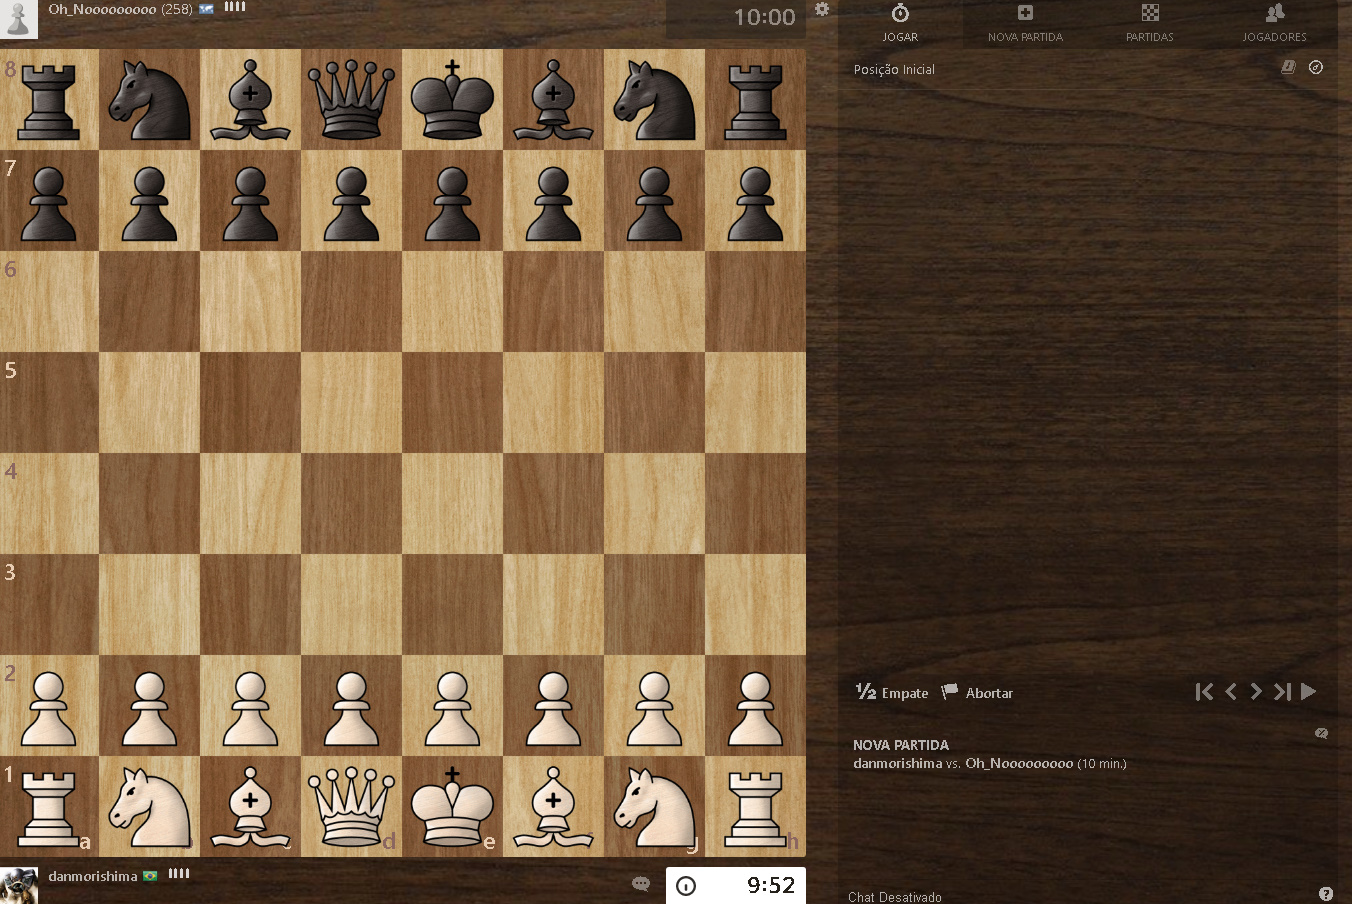 Oh_Nooooooooo (258)
10:00
JOGAR
NOVA PARTIDA
PARTIDAS
JOGADORES
Posição Inicial
8
7
6
5
4
3
2
1
a
d
e
g
h
½ Empate
Abortar
NOVA PARTIDA
danmorishima vs. Oh_Nooooooooo (10 min.)
danmorishima
9:52
Chat Desativado